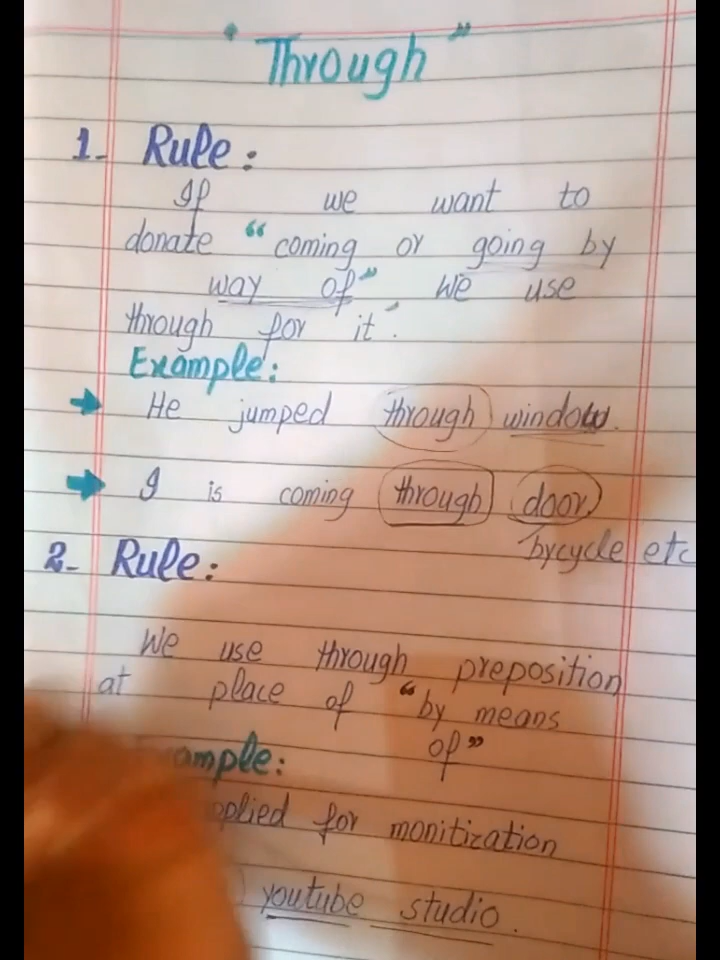 "Through"
1- Rule:
If we want to
donate "coming or going by
way of" we use
through for it.
Example:
He jumped through window.
I is coming through door.
bycycle etc
2- Rule:
We use through preposition
at place of "by means
of"
for monitization
youtube studio.